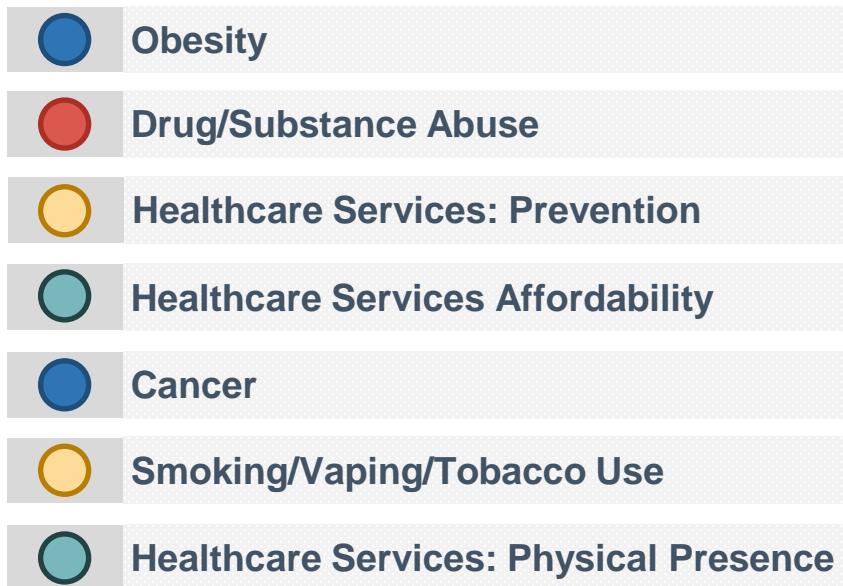 Obesity
Drug/Substance Abuse
Healthcare Services: Prevention
Healthcare Services Affordability
Cancer
Smoking/Vaping/Tobacco Use
Healthcare Services: Physical Presence